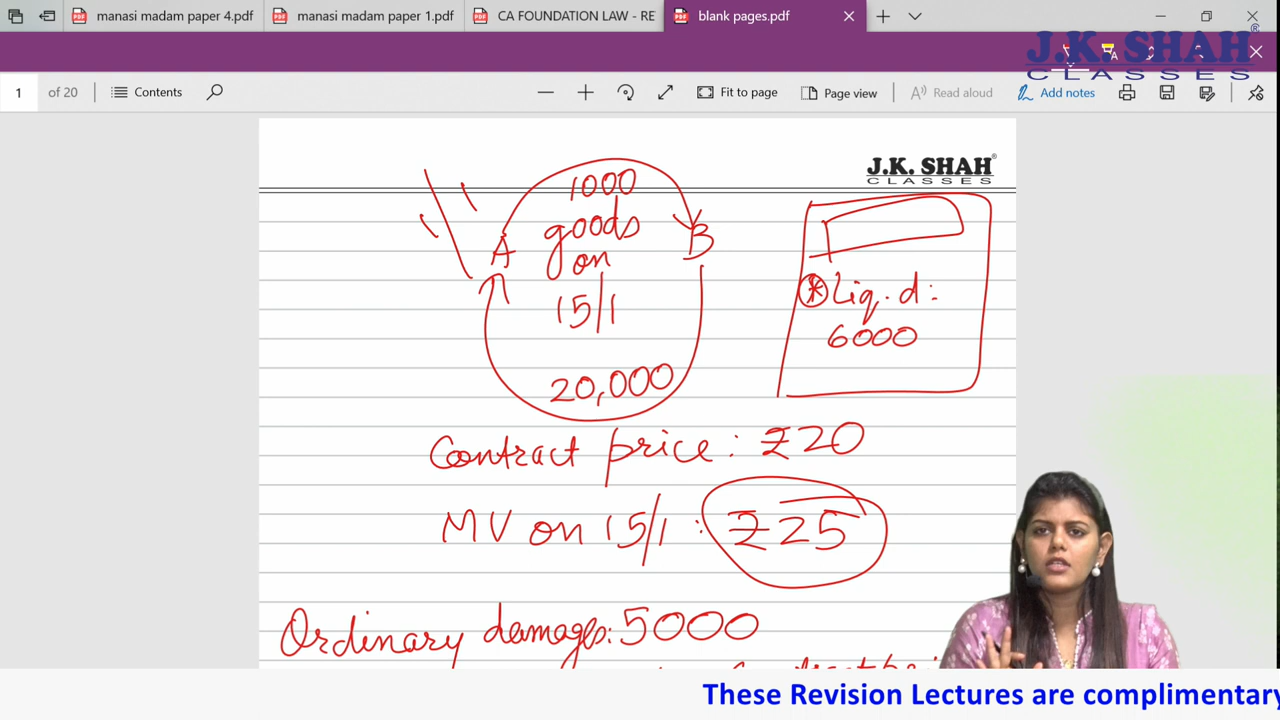 manasi madam paper 4.pdf
manasi madam paper 1.pdf
CA FOUNDATION LAW - RE
blank pages.pdf
J.K. SHAH®
CLASSES
1 of 20
Contents
Fit to page
Page view
Read aloud
Add notes
J.K. SHAH®
CLASSES
1000
goods
A
on
B
15/1
20,000
* Liq. d:
6000
Contract price: ₹20
MV on 15/1: ₹25
Ordinary damages: 5000
These Revision Lectures are complimentary